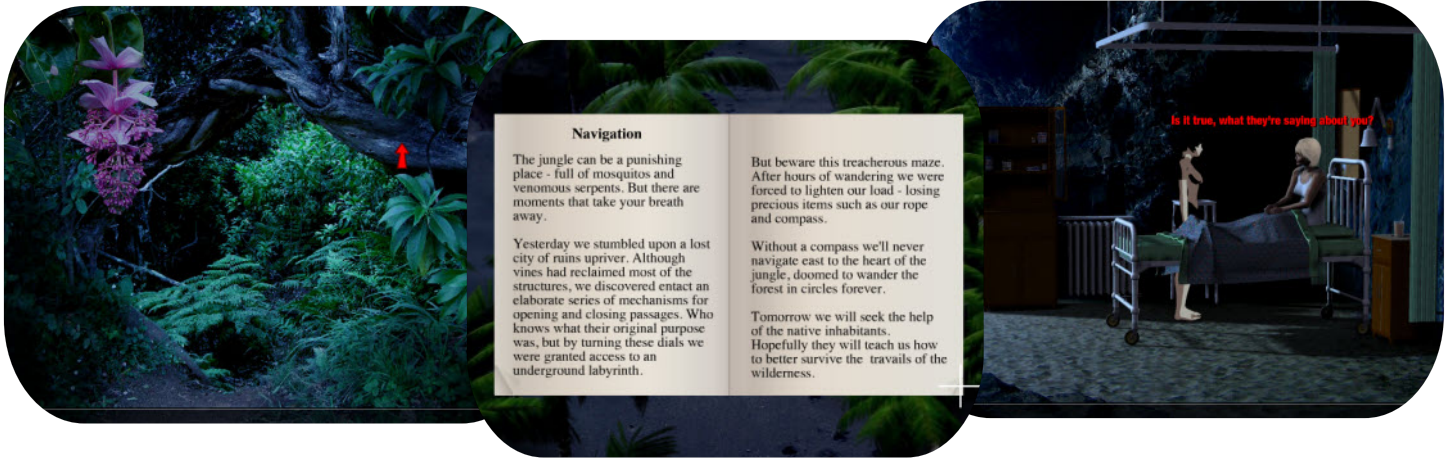 Navigation
The jungle can be a punishing
place - full of mosquitos and
venomous serpents. But there are
moments that take your breath
away.
Yesterday we stumbled upon a lost
city of ruins upriver. Although
vines had reclaimed most of the
structures, we discovered entact an
elaborate series of mechanisms for
opening and closing passages. Who
knows what their original purpose
was, but by turning these dials we
were granted access to an
underground labyrinth.
But beware this treacherous maze.
After hours of wandering we were
forced to lighten our load - losing
precious items such as our rope
and compass.
Without a compass we'll never
navigate east to the heart of the
jungle, doomed to wander the
forest in circles forever.
Tomorrow we will seek the help
of the native inhabitants.
Hopefully they will teach us how
to better survive the travails of the
wilderness.
Is it true, what they're saying about you?